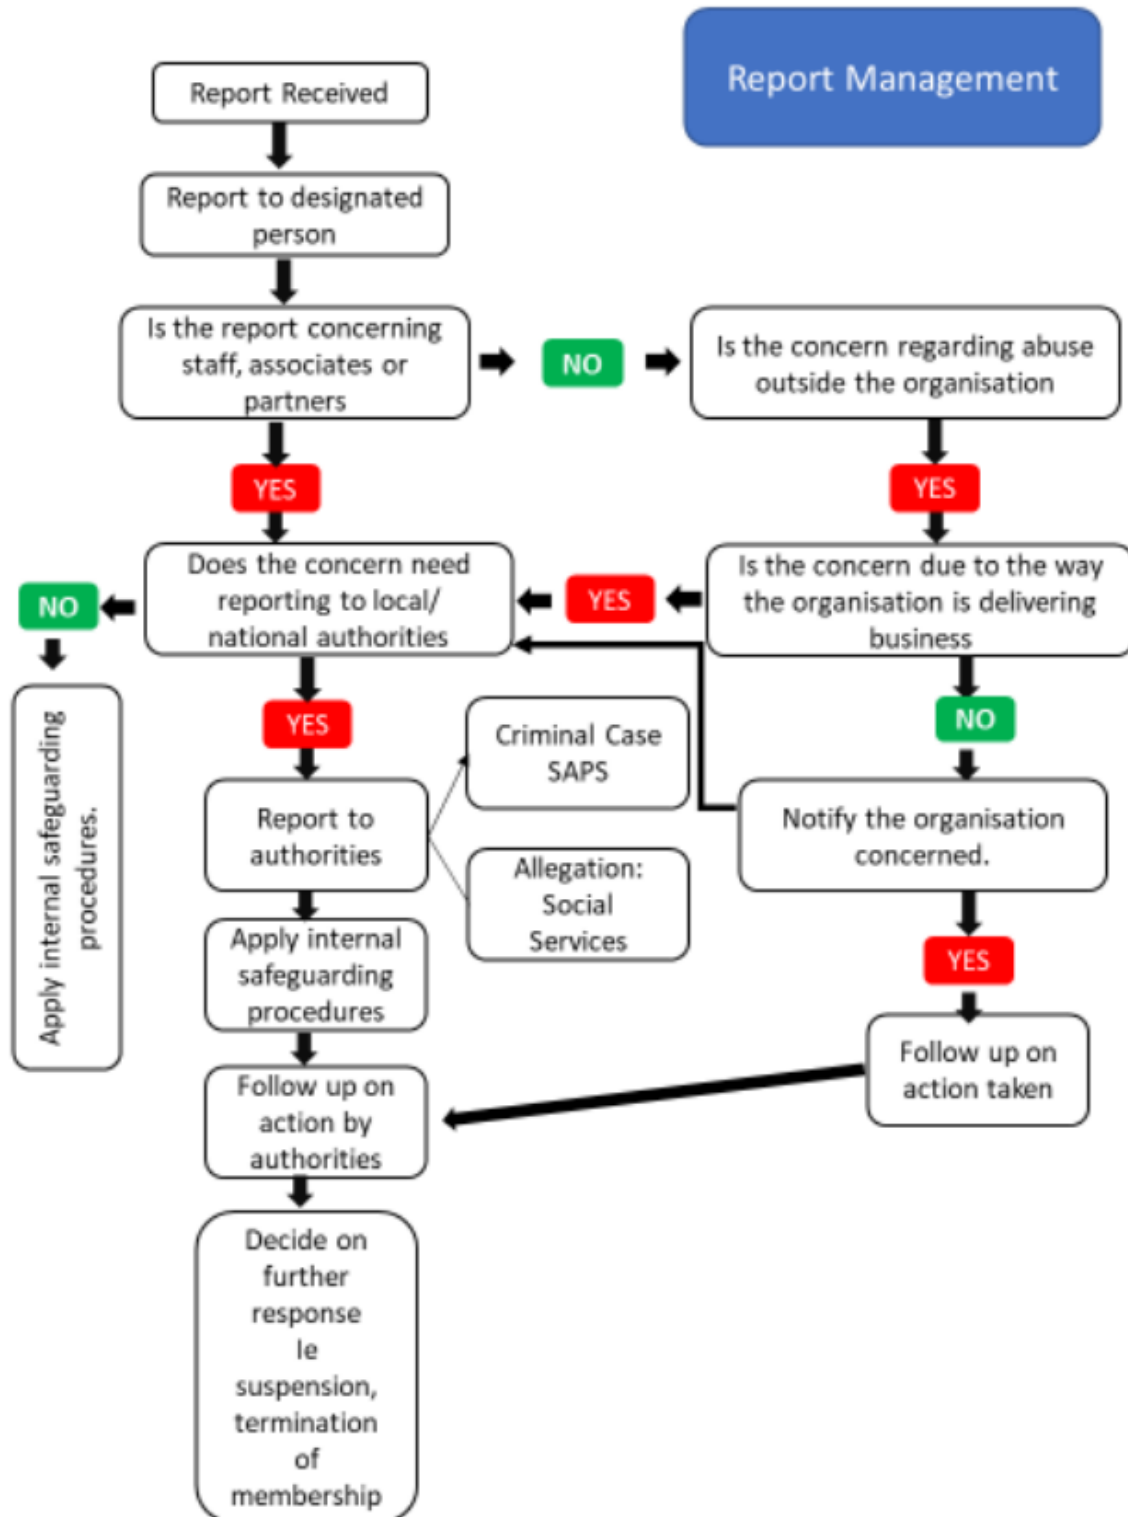 Report Management
Report Received
Report to designated
person
Is the report concerning
staff, associates or
partners
NO
Is the concern regarding abuse
outside the organisation
YES
YES
Does the concern need
reporting to local/
national authorities
NO
YES
Is the concern due to the way
the organisation is delivering
business
Apply internal safeguarding
procedures.
YES
NO
Criminal Case
SAPS
Report to
authorities
Notify the organisation
concerned.
Allegation:
Social
Services
Apply internal
safeguarding
procedures
YES
Follow up on
action taken
Follow up on
action by
authorities
Decide on
further
response
Ie
suspension,
termination
of
membership